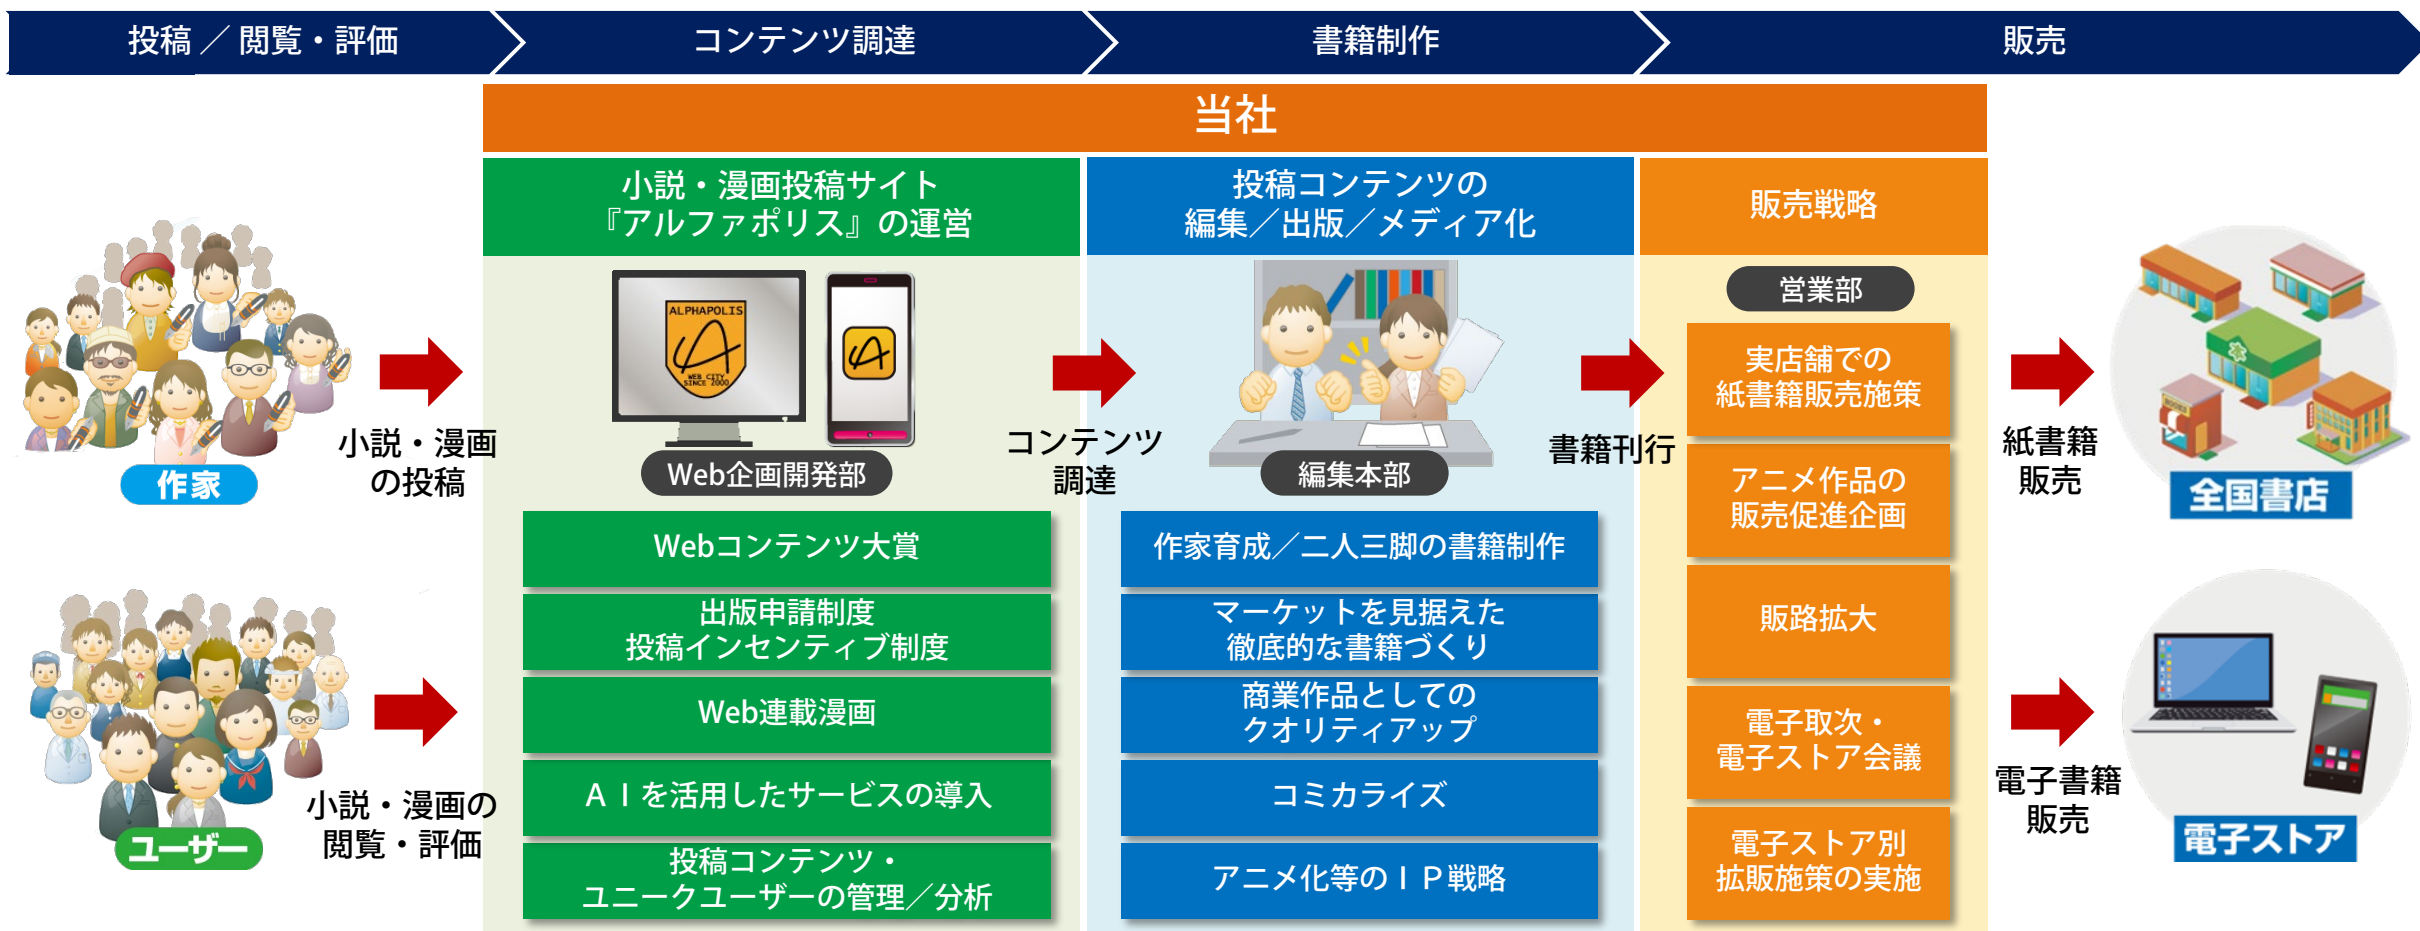 投稿 ／ 閲覧・評価
コンテンツ調達
書籍制作
販売
当社
小説・漫画投稿サイト
『アルファポリス』の運営
投稿コンテンツの
編集／出版／メディア化
販売戦略
作家
小説・漫画
の投稿
ユーザー
小説・漫画の
閲覧・評価
ALPHAPOLIS
WEB CITY
SINCE 2000
Web企画開発部
Webコンテンツ大賞
出版申請制度
投稿インセンティブ制度
Web連載漫画
ＡＩを活用したサービスの導入
投稿コンテンツ・
ユニークユーザーの管理／分析
コンテンツ
調達
編集本部
作家育成／二人三脚の書籍制作
マーケットを見据えた
徹底的な書籍づくり
商業作品としての
クオリティアップ
コミカライズ
アニメ化等のＩＰ戦略
書籍刊行
営業部
実店舗での
紙書籍販売施策
アニメ作品の
販売促進企画
販路拡大
電子取次・
電子ストア会議
電子ストア別
拡販施策の実施
紙書籍
販売
本
全国書店
電子書籍
販売
電子ストア